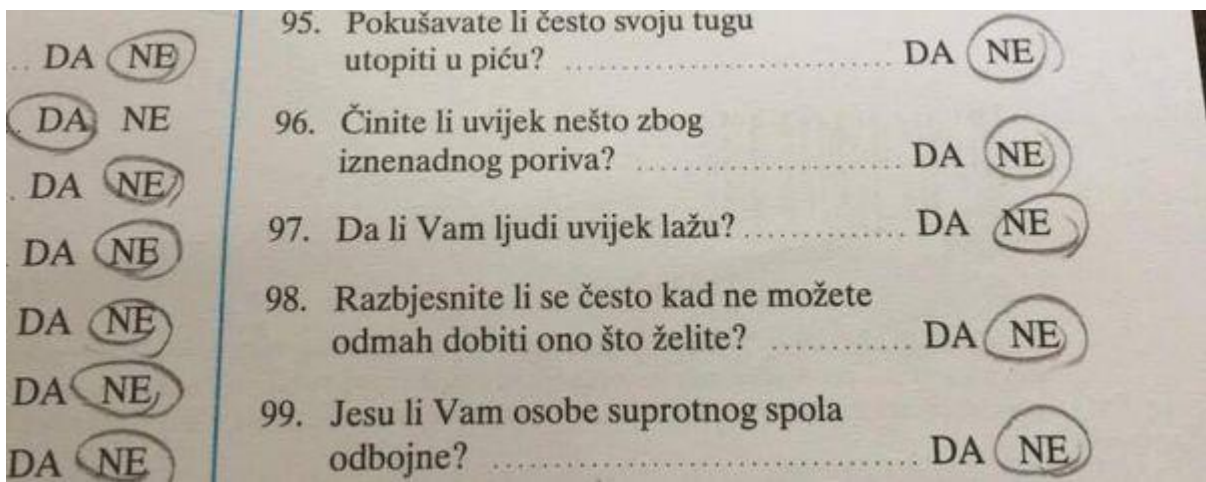 .. DA NE
. DA NE
. DA NE
. DA NE
DA NE
DA NE
DA NE
95. Pokušavate li često svoju tugu
utopiti u piću? ................................ DA NE
96. Činite li uvijek nešto zbog
iznenadnog poriva? .......................... DA NE
97. Da li Vam ljudi uvijek lažu? .............. DA NE
98. Razbjesnite li se često kad ne možete
odmah dobiti ono što želite? ............ DA NE
99. Jesu li Vam osobe suprotnog spola
odbojne? ........................................ DA NE